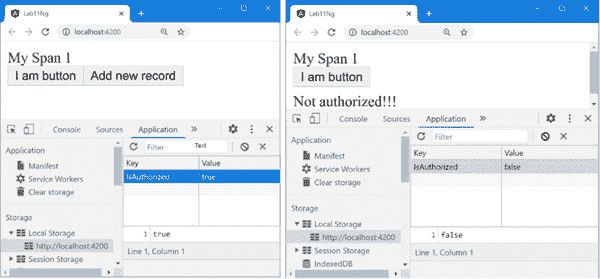 Lab11Ng
localhost:4200
My Span 1
I am button
Add new record
Console
Sources
Application
Application
Manifest
Service Workers
Clear storage
Storage
Local Storage
http://localhost:4200
Session Storage
Filter
Text
Key
Value
IsAuthorized
true
1 true
Line 1, Column 1
Lab11Ng
localhost:4200
My Span 1
I am button
Not authorized!!!
Console
Sources
Application
Application
Manifest
Service Workers
Clear storage
Storage
Local Storage
http://localhost:4200
Session Storage
IndexedDB
Filter
Key
Value
IsAuthorized
false
1 false
Line 1, Column 1